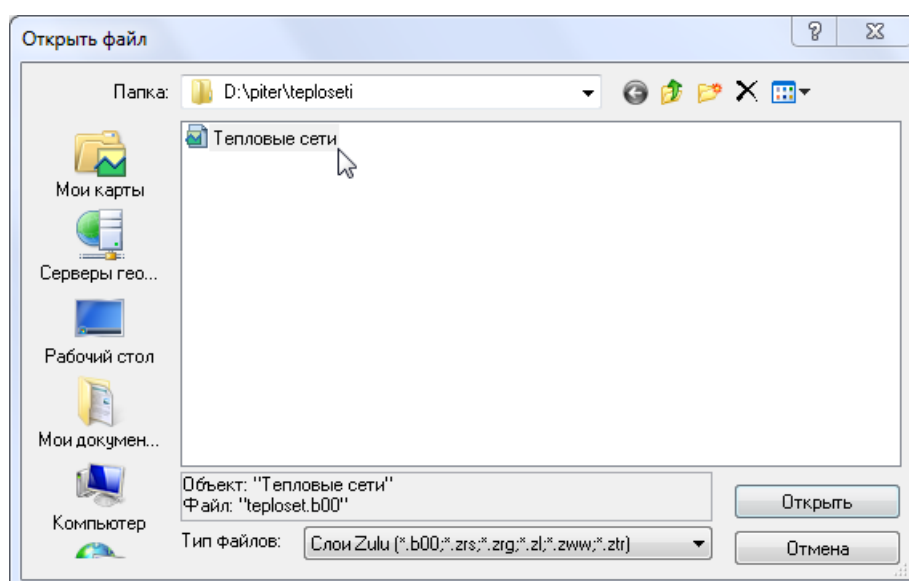 Открыть файл
Папка: D:\piter\teploseti
Тепловые сети
Мои карты
Серверы гео...
Рабочий стол
Мои докумен...
Компьютер
Объект: "Тепловые сети"
Файл: "teploset.b00"
Открыть
Тип файлов: Слои Zulu (*.b00;*.zrs;*.zrg;*.zl;*.zww;*.ztr)
Отмена